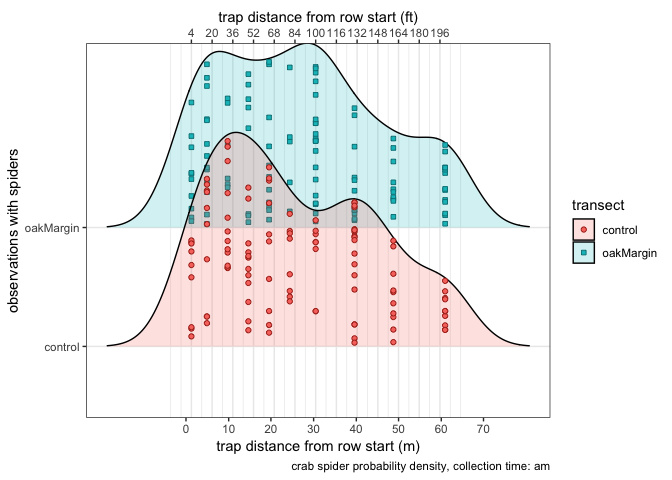 trap distance from row start (ft)
4 20 36 52 68 84 100 116 132 148 164 180 196
observations with spiders
oakMargin
control
transect
control
oakMargin
0 10 20 30 40 50 60 70
trap distance from row start (m)
crab spider probability density, collection time: am